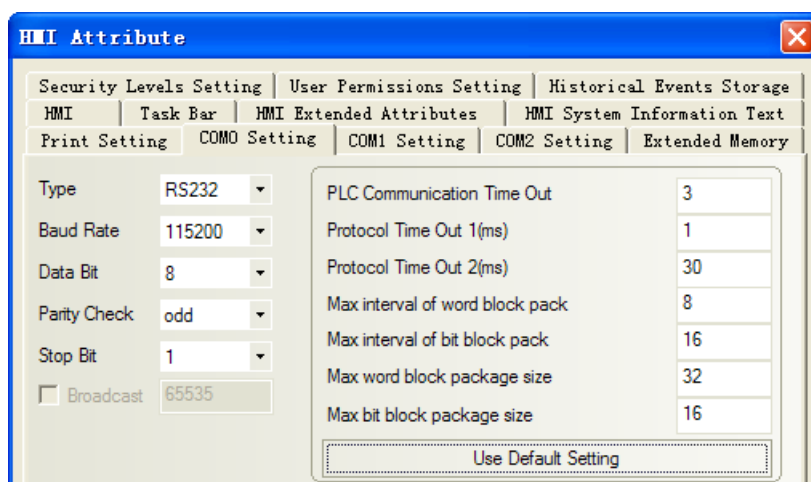 HMI Attribute
Security Levels Setting User Permissions Setting Historical Events Storage
HMI Task Bar HMI Extended Attributes HMI System Information Text
Print Setting COM0 Setting COM1 Setting COM2 Setting Extended Memory
Type RS232
PLC Communication Time Out 3
Baud Rate 115200
Protocol Time Out 1(ms) 1
Data Bit 8
Protocol Time Out 2(ms) 30
Parity Check odd
Max interval of word block pack 8
Stop Bit 1
Max interval of bit block pack 16
Broadcast 65535
Max word block package size 32
Max bit block package size 16
Use Default Setting